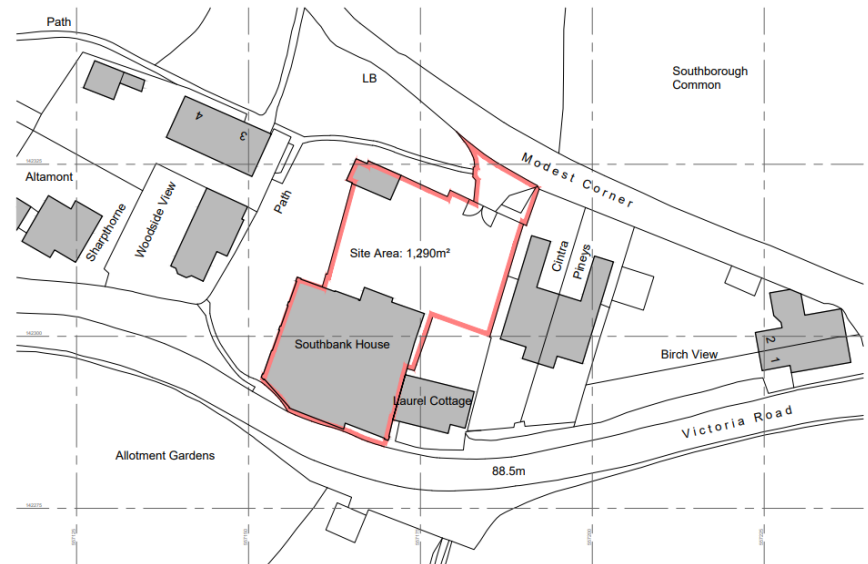 Path
LB
Southborough
Common
4
3
Modest Corner
Altamont
Sharpthorne
Woodside View
Path
Site Area: 1,290m²
Cintra
Pineys
Southbank House
2
1
Birch View
Laurel Cottage
Victoria Road
Allotment Gardens
88.5m